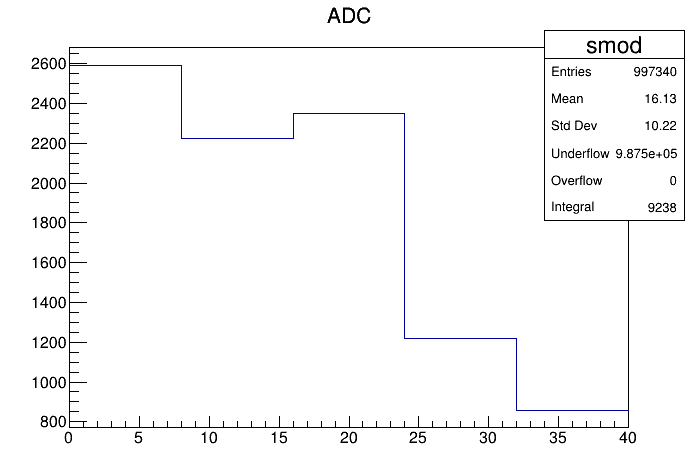 ADC
smod
Entries 997340
Mean 16.13
Std Dev 10.22
Underflow 9.875e+05
Overflow 0
Integral 9238
2600
2400
2200
2000
1800
1600
1400
1200
1000
800
0 5 10 15 20 25 30 35 40